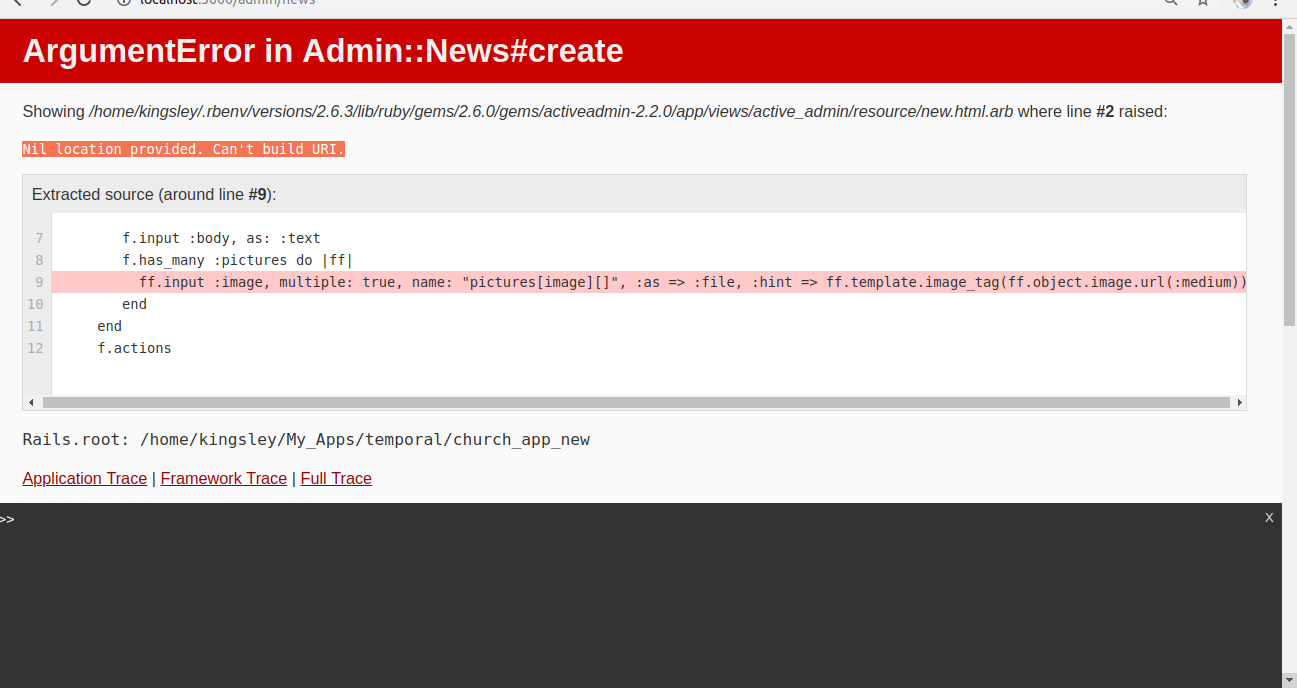 localhost:3000/admin/news
ArgumentError in Admin::News#create
Showing /home/kingsley/.rbenv/versions/2.6.3/lib/ruby/gems/2.6.0/gems/activeadmin-2.2.0/app/views/active_admin/resource/new.html.arb where line #2 raised:
Nil location provided. Can't build URI.
Extracted source (around line #9):
7 f.input :body, as: :text
8 f.has_many :pictures do |ff|
9 ff.input :image, multiple: true, name: "pictures[image][]", :as => :file, :hint => ff.template.image_tag(ff.object.image.url(:medium))
10 end
11 end
12 f.actions
Rails.root: /home/kingsley/My_Apps/temporal/church_app_new
Application Trace | Framework Trace | Full Trace
>> x